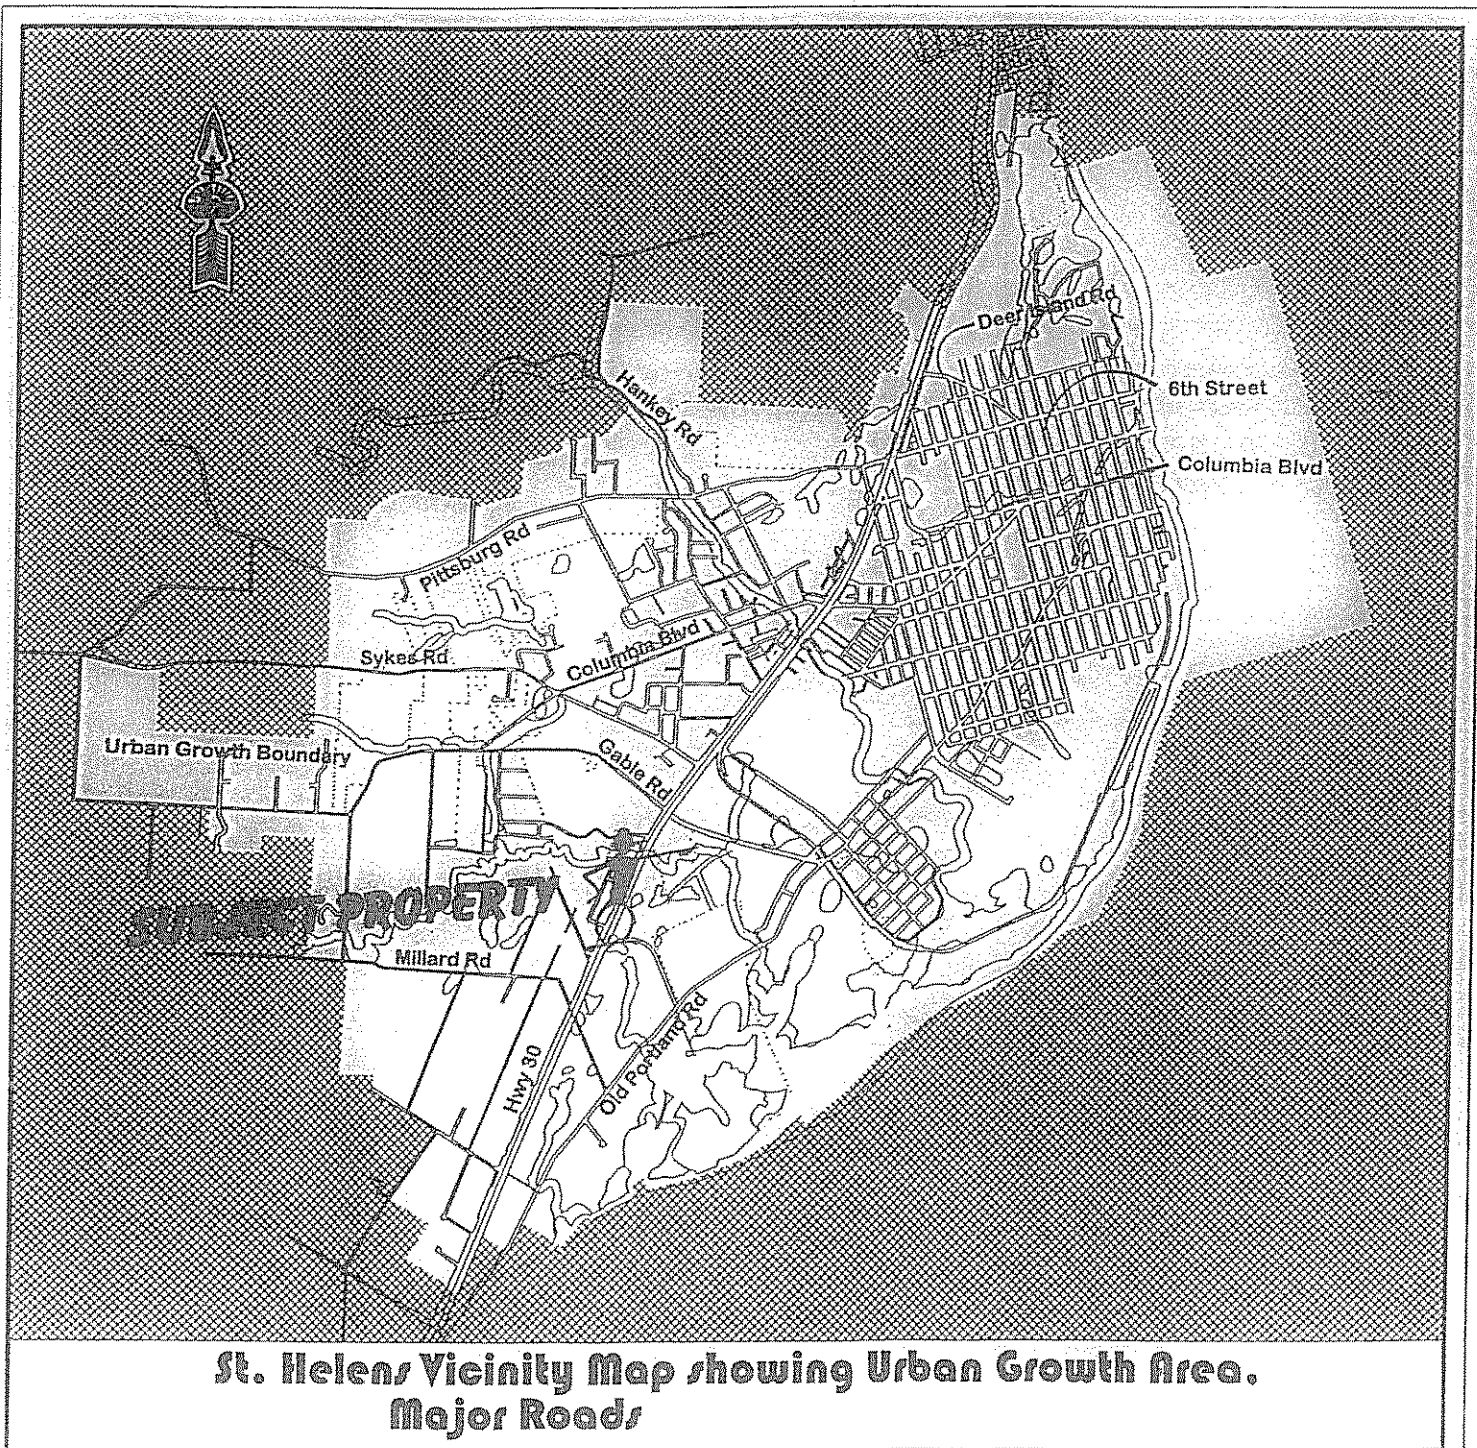 Deer Island Rd
6th Street
Hankey Rd
Columbia Blvd
Pittsburg Rd
Columbia Blvd
Sykes Rd
Urban Growth Boundary
Gable Rd
SUBJECT PROPERTY
Millard Rd
Hwy 30
Old Portland Rd
St. Helens Vicinity Map showing Urban Growth Area.
Major Roads